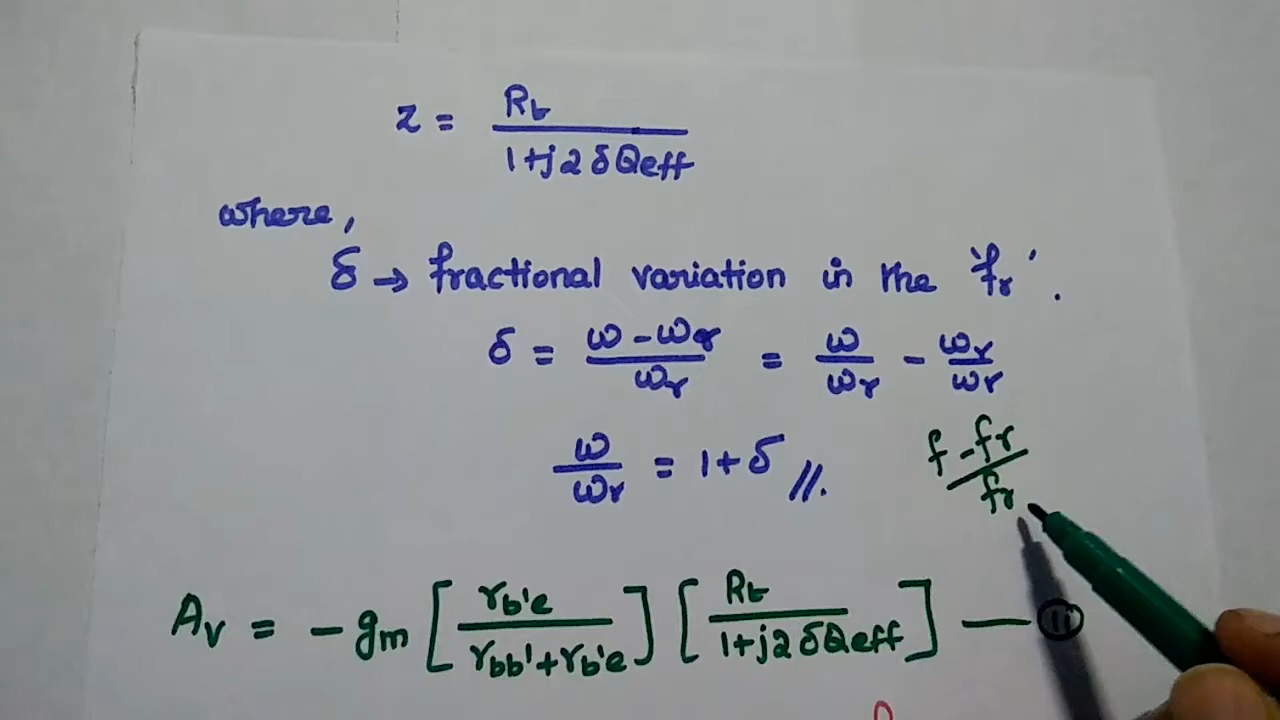 z = Rt / 1+j2δQeff
where,
δ → fractional variation in the 'fr'.
δ = ω-ωr / ωr = ω/ωr - ωr/ωr
ω/ωr = 1+δ //.
f-fr / fr
Av = -gm [rb'e / rbb'+rb'e] [Rt / 1+j2δQeff] — 11